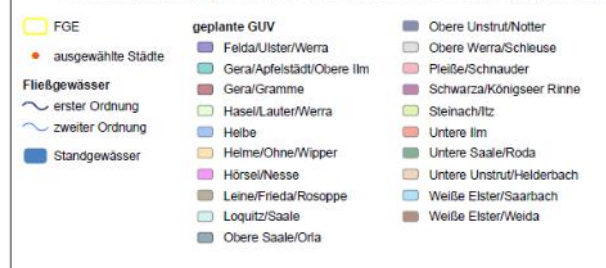 FGE
ausgewählte Städte
Fließgewässer
erster Ordnung
zweiter Ordnung
Standgewässer
geplante GUV
Felda/Ulster/Werra
Gera/Apfelstädt/Obere Ilm
Gera/Gramme
Hasel/Lauter/Werra
Helbe
Helme/Ohne/Wipper
Hörsel/Nesse
Leine/Frieda/Rosoppe
Loquitz/Saale
Obere Saale/Orla
Obere Unstrut/Notter
Obere Werra/Schleuse
Pleiße/Schnauder
Schwarza/Königseer Rinne
Steinach/Itz
Untere Ilm
Untere Saale/Roda
Untere Unstrut/Helderbach
Weiße Elster/Saarbach
Weiße Elster/Weida